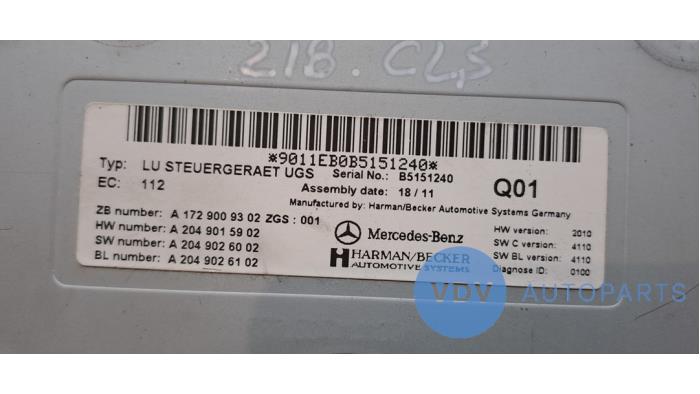 218. CLS
*9011EB0B5151240*
Typ: LU STEUERGERAET UGS Serial No.: B5151240
EC: 112 Assembly date: 18/11 Q01
Manufactured by: Harman/Becker Automotive Systems Germany
ZB number: A 172 900 93 02 ZGS: 001
HW number: A 204 901 59 02
SW number: A 204 902 60 02
BL number: A 204 902 61 02
Mercedes-Benz
HARMAN/BECKER
AUTOMOTIVE SYSTEMS
HW version: 2010
SW C version: 4110
SW BL version: 4110
Diagnose ID: 0100
VDV AUTOPARTS